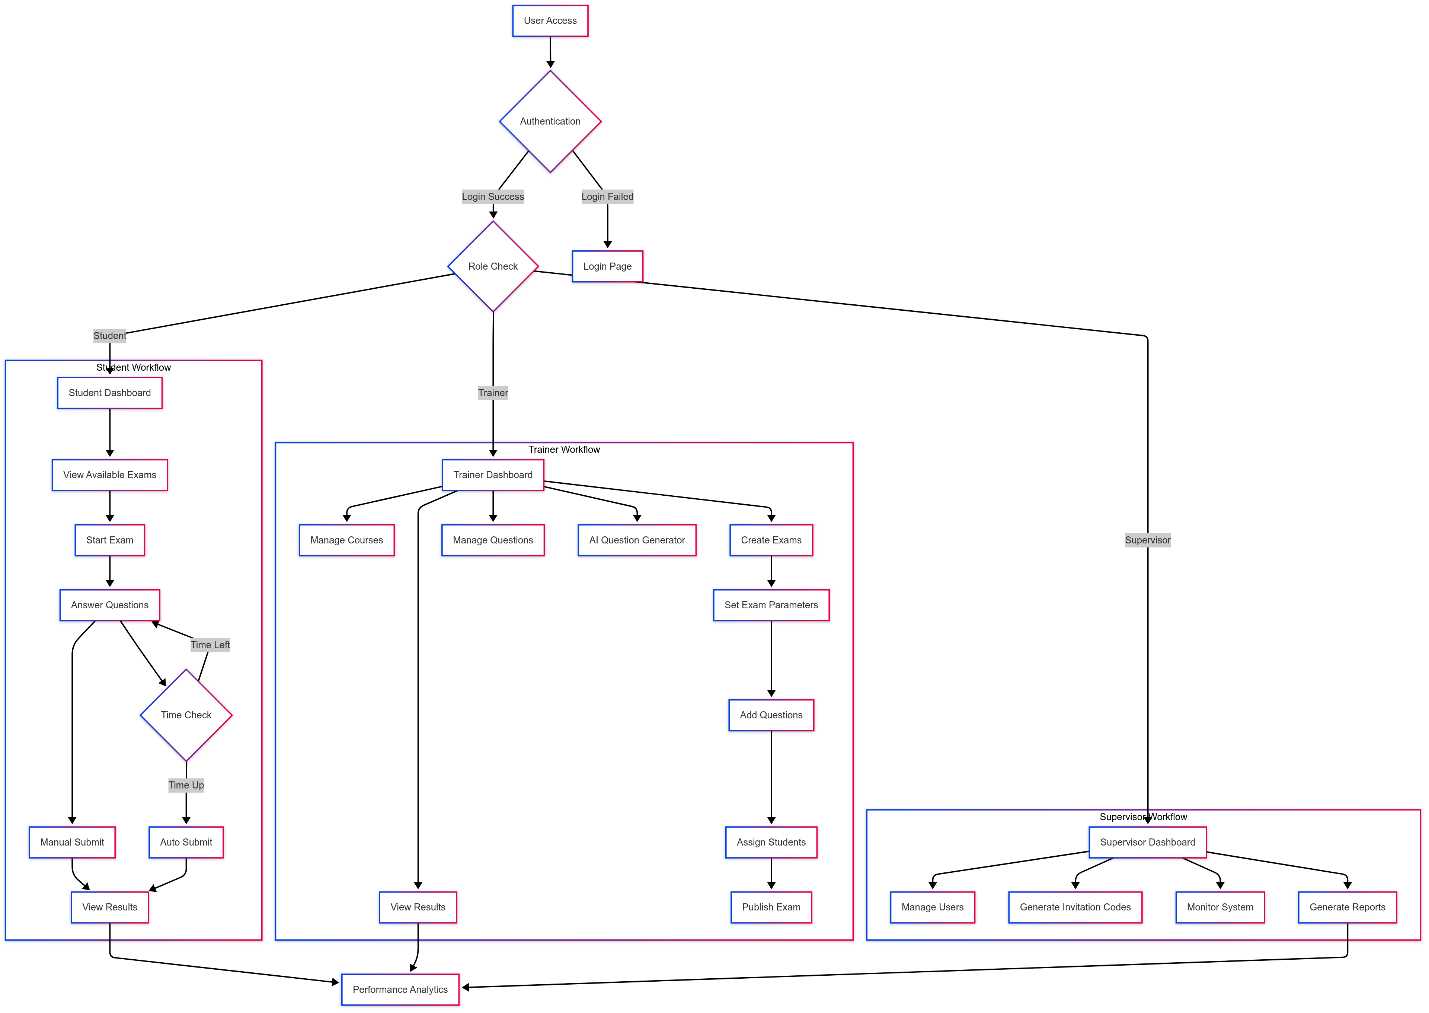 User Access
Authentication
Login Success
Login Failed
Role Check
Login Page
Student
Student Workflow
Student Dashboard
Trainer
Trainer Workflow
View Available Exams
Trainer Dashboard
Start Exam
Manage Courses
Manage Questions
AI Question Generator
Create Exams
Supervisor
Answer Questions
Set Exam Parameters
Time Left
Time Check
Add Questions
Time Up
Supervisor Workflow
Manual Submit
Auto Submit
Assign Students
Supervisor Dashboard
View Results
View Results
Publish Exam
Manage Users
Generate Invitation Codes
Monitor System
Generate Reports
Performance Analytics